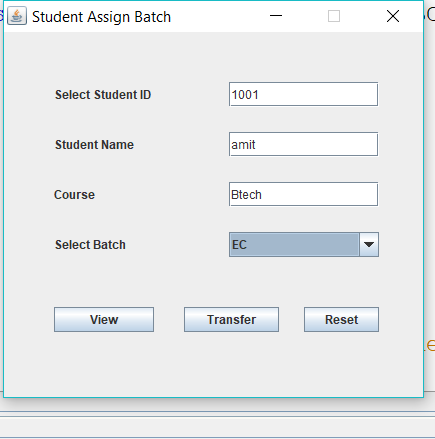 Student Assign Batch
Select Student ID 1001
Student Name amit
Course Btech
Select Batch EC
View Transfer Reset